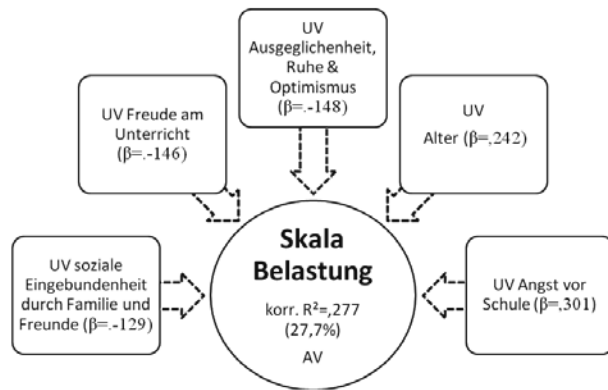 UV
Ausgeglichenheit,
Ruhe &
Optimismus
(β=.-148)
UV Freude am
Unterricht
(β=.-146)
UV
Alter (β=,242)
UV soziale
Eingebundenheit
durch Familie und
Freunde (β=.-129)
Skala
Belastung
korr. R²=,277
(27,7%)
AV
UV Angst vor
Schule (β=,301)